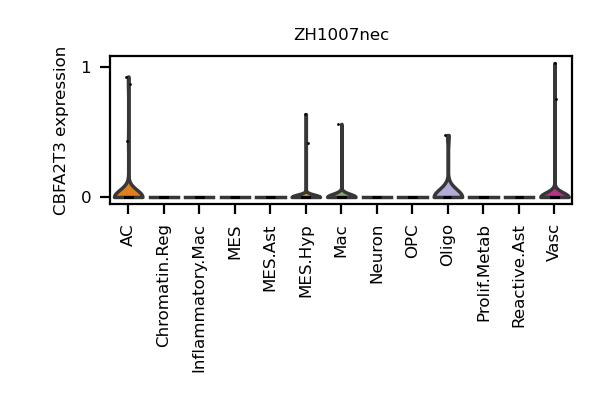 ZH1007nec
CBFA2T3 expression
1
0
AC
Chromatin.Reg
Inflammatory.Mac
MES
MES.Ast
MES.Hyp
Mac
Neuron
OPC
Oligo
Prolif.Metab
Reactive.Ast
Vasc